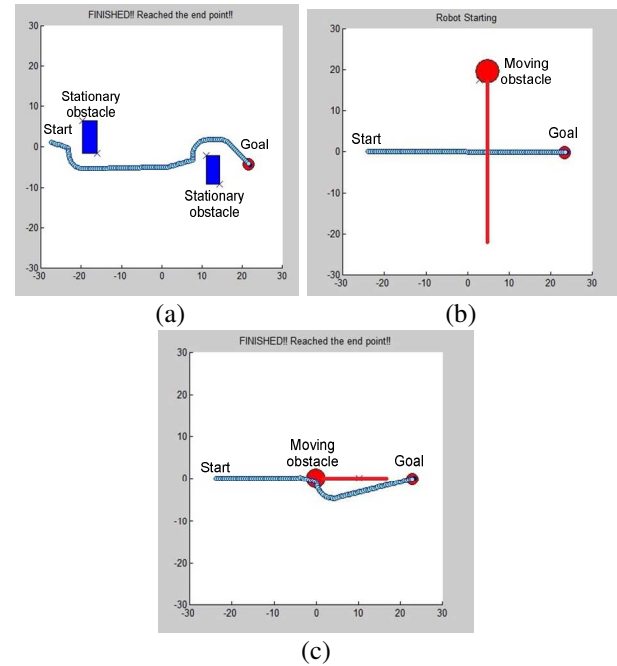 FINISHED!! Reached the end point!!
30
20
10
0
-10
-20
-30
-30 -20 -10 0 10 20 30
Stationary
obstacle
Start
Goal
Stationary
obstacle
(a)
Robot Starting
30
20
10
0
-10
-20
-30
-30 -20 -10 0 10 20 30
Moving
obstacle
Start
Goal
(b)
FINISHED!! Reached the end point!!
30
20
10
0
-10
-20
-30
-30 -20 -10 0 10 20 30
Moving
obstacle
Start
Goal
(c)